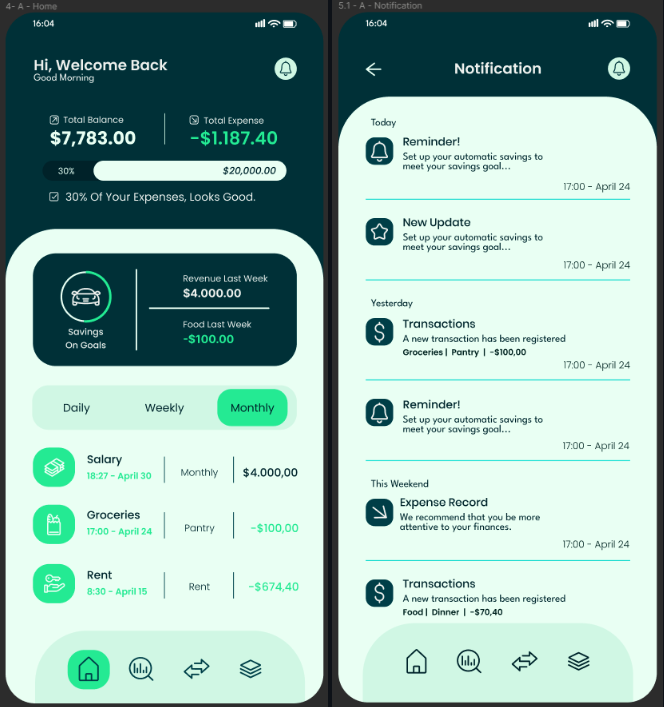 4- A - Home
16:04
Hi, Welcome Back
Good Morning
Total Balance
$7,783.00
Total Expense
-$1.187.40
30%
$20,000.00
30% Of Your Expenses, Looks Good.
Savings
On Goals
Revenue Last Week
$4.000.00
Food Last Week
-$100.00
Daily
Weekly
Monthly
Salary
18:27 - April 30
Monthly
$4.000,00
Groceries
17:00 - April 24
Pantry
-$100,00
Rent
8:30 - April 15
Rent
-$674,40
5.1 - A - Notification
16:04
Notification
Today
Reminder!
Set up your automatic savings to
meet your savings goal...
17:00 - April 24
New Update
Set up your automatic savings to
meet your savings goal...
17:00 - April 24
Yesterday
Transactions
A new transaction has been registered
Groceries | Pantry | -$100,00
17:00 - April 24
Reminder!
Set up your automatic savings to
meet your savings goal...
17:00 - April 24
This Weekend
Expense Record
We recommend that you be more
attentive to your finances.
17:00 - April 24
Transactions
A new transaction has been registered
Food | Dinner | -$70,40